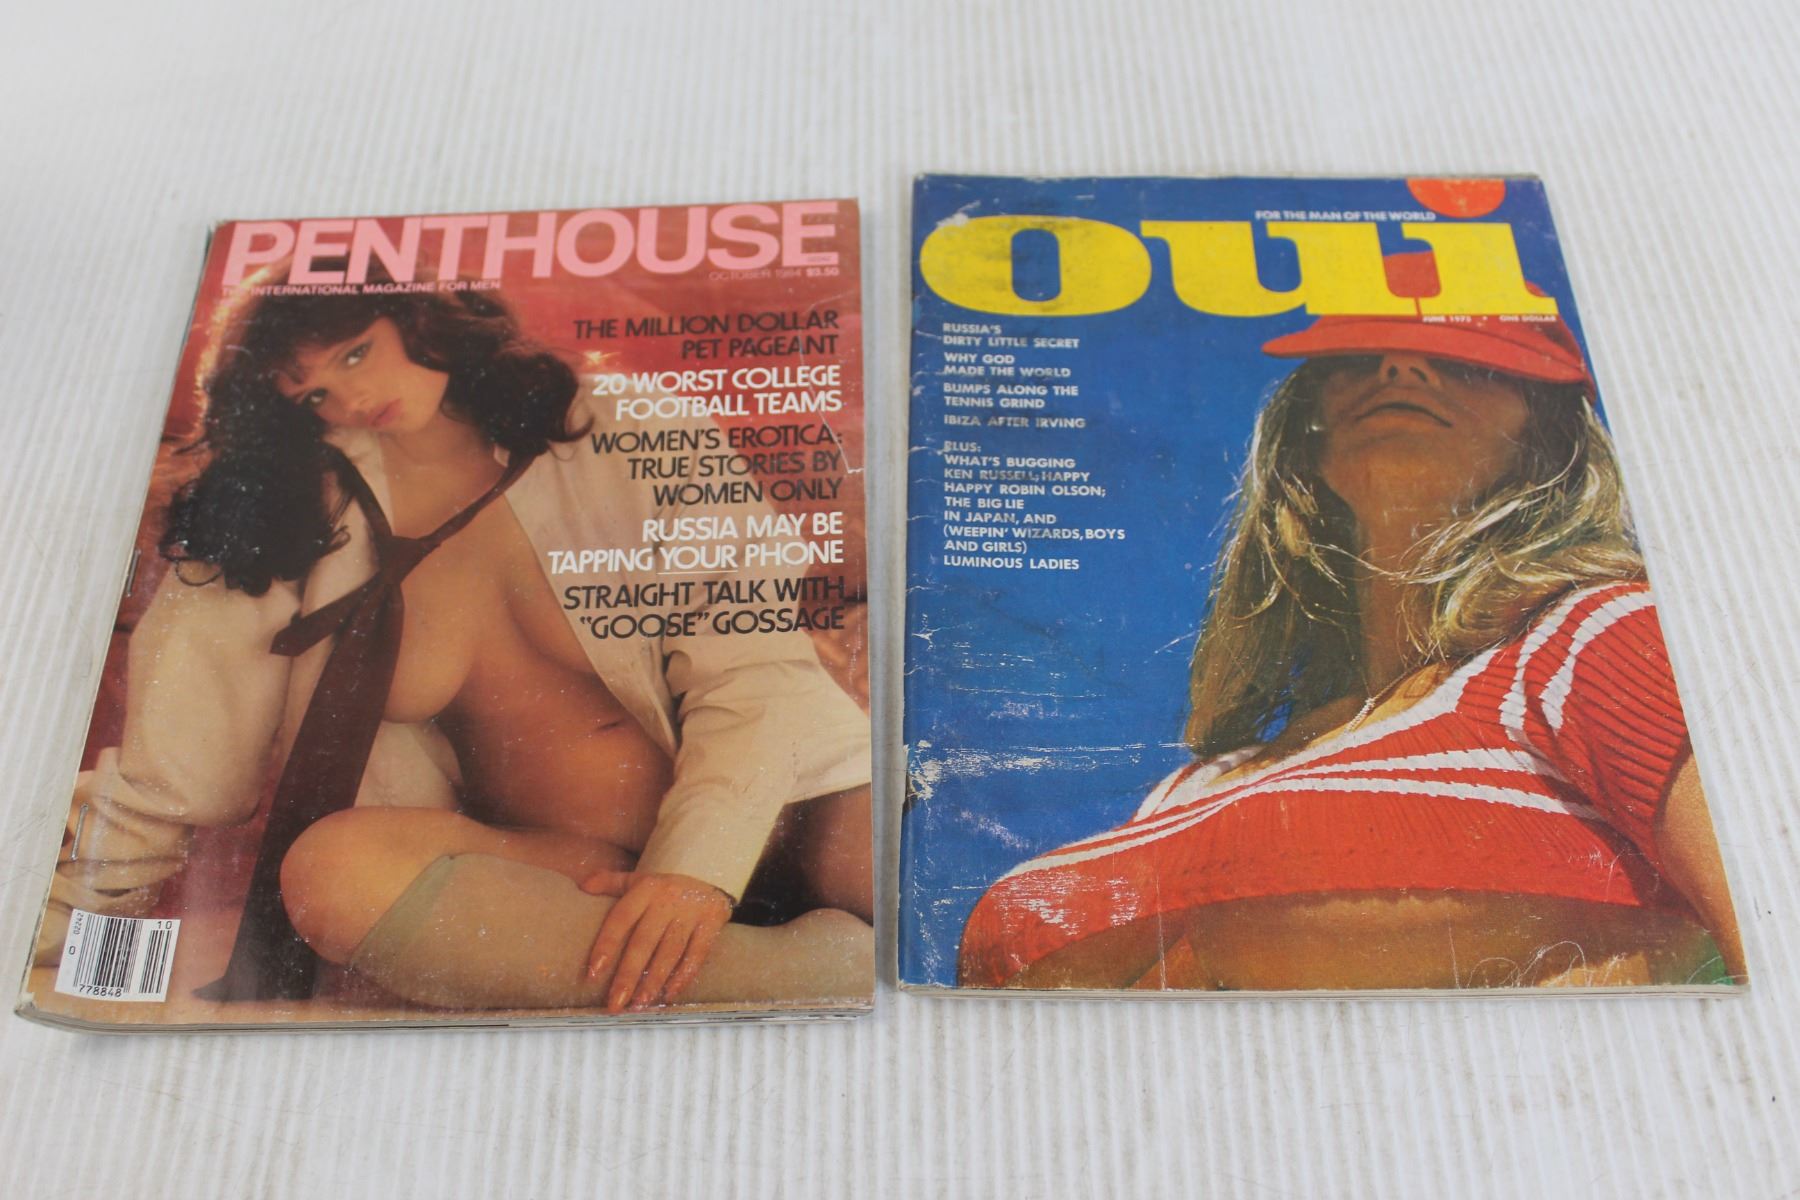 PENTHOUSE
OCTOBER 1984 $3.50
THE INTERNATIONAL MAGAZINE FOR MEN
THE MILLION DOLLAR
PET PAGEANT
20 WORST COLLEGE
FOOTBALL TEAMS
WOMEN'S EROTICA:
TRUE STORIES BY
WOMEN ONLY
RUSSIA MAY BE
TAPPING YOUR PHONE
STRAIGHT TALK WITH
"GOOSE" GOSSAGE
02242
10
0
778848
FOR THE MAN OF THE WORLD
oui
JUNE 1973 • ONE DOLLAR
RUSSIA'S
DIRTY LITTLE SECRET
WHY GOD
MADE THE WORLD
BUMPS ALONG THE
TENNIS GRIND
IBIZA AFTER IRVING
PLUS:
WHAT'S BUGGING
KEN RUSSELL; HAPPY
HAPPY ROBIN OLSON;
THE BIG LIE
IN JAPAN, AND
(WEEPIN' WIZARDS, BOYS
AND GIRLS)
LUMINOUS LADIES